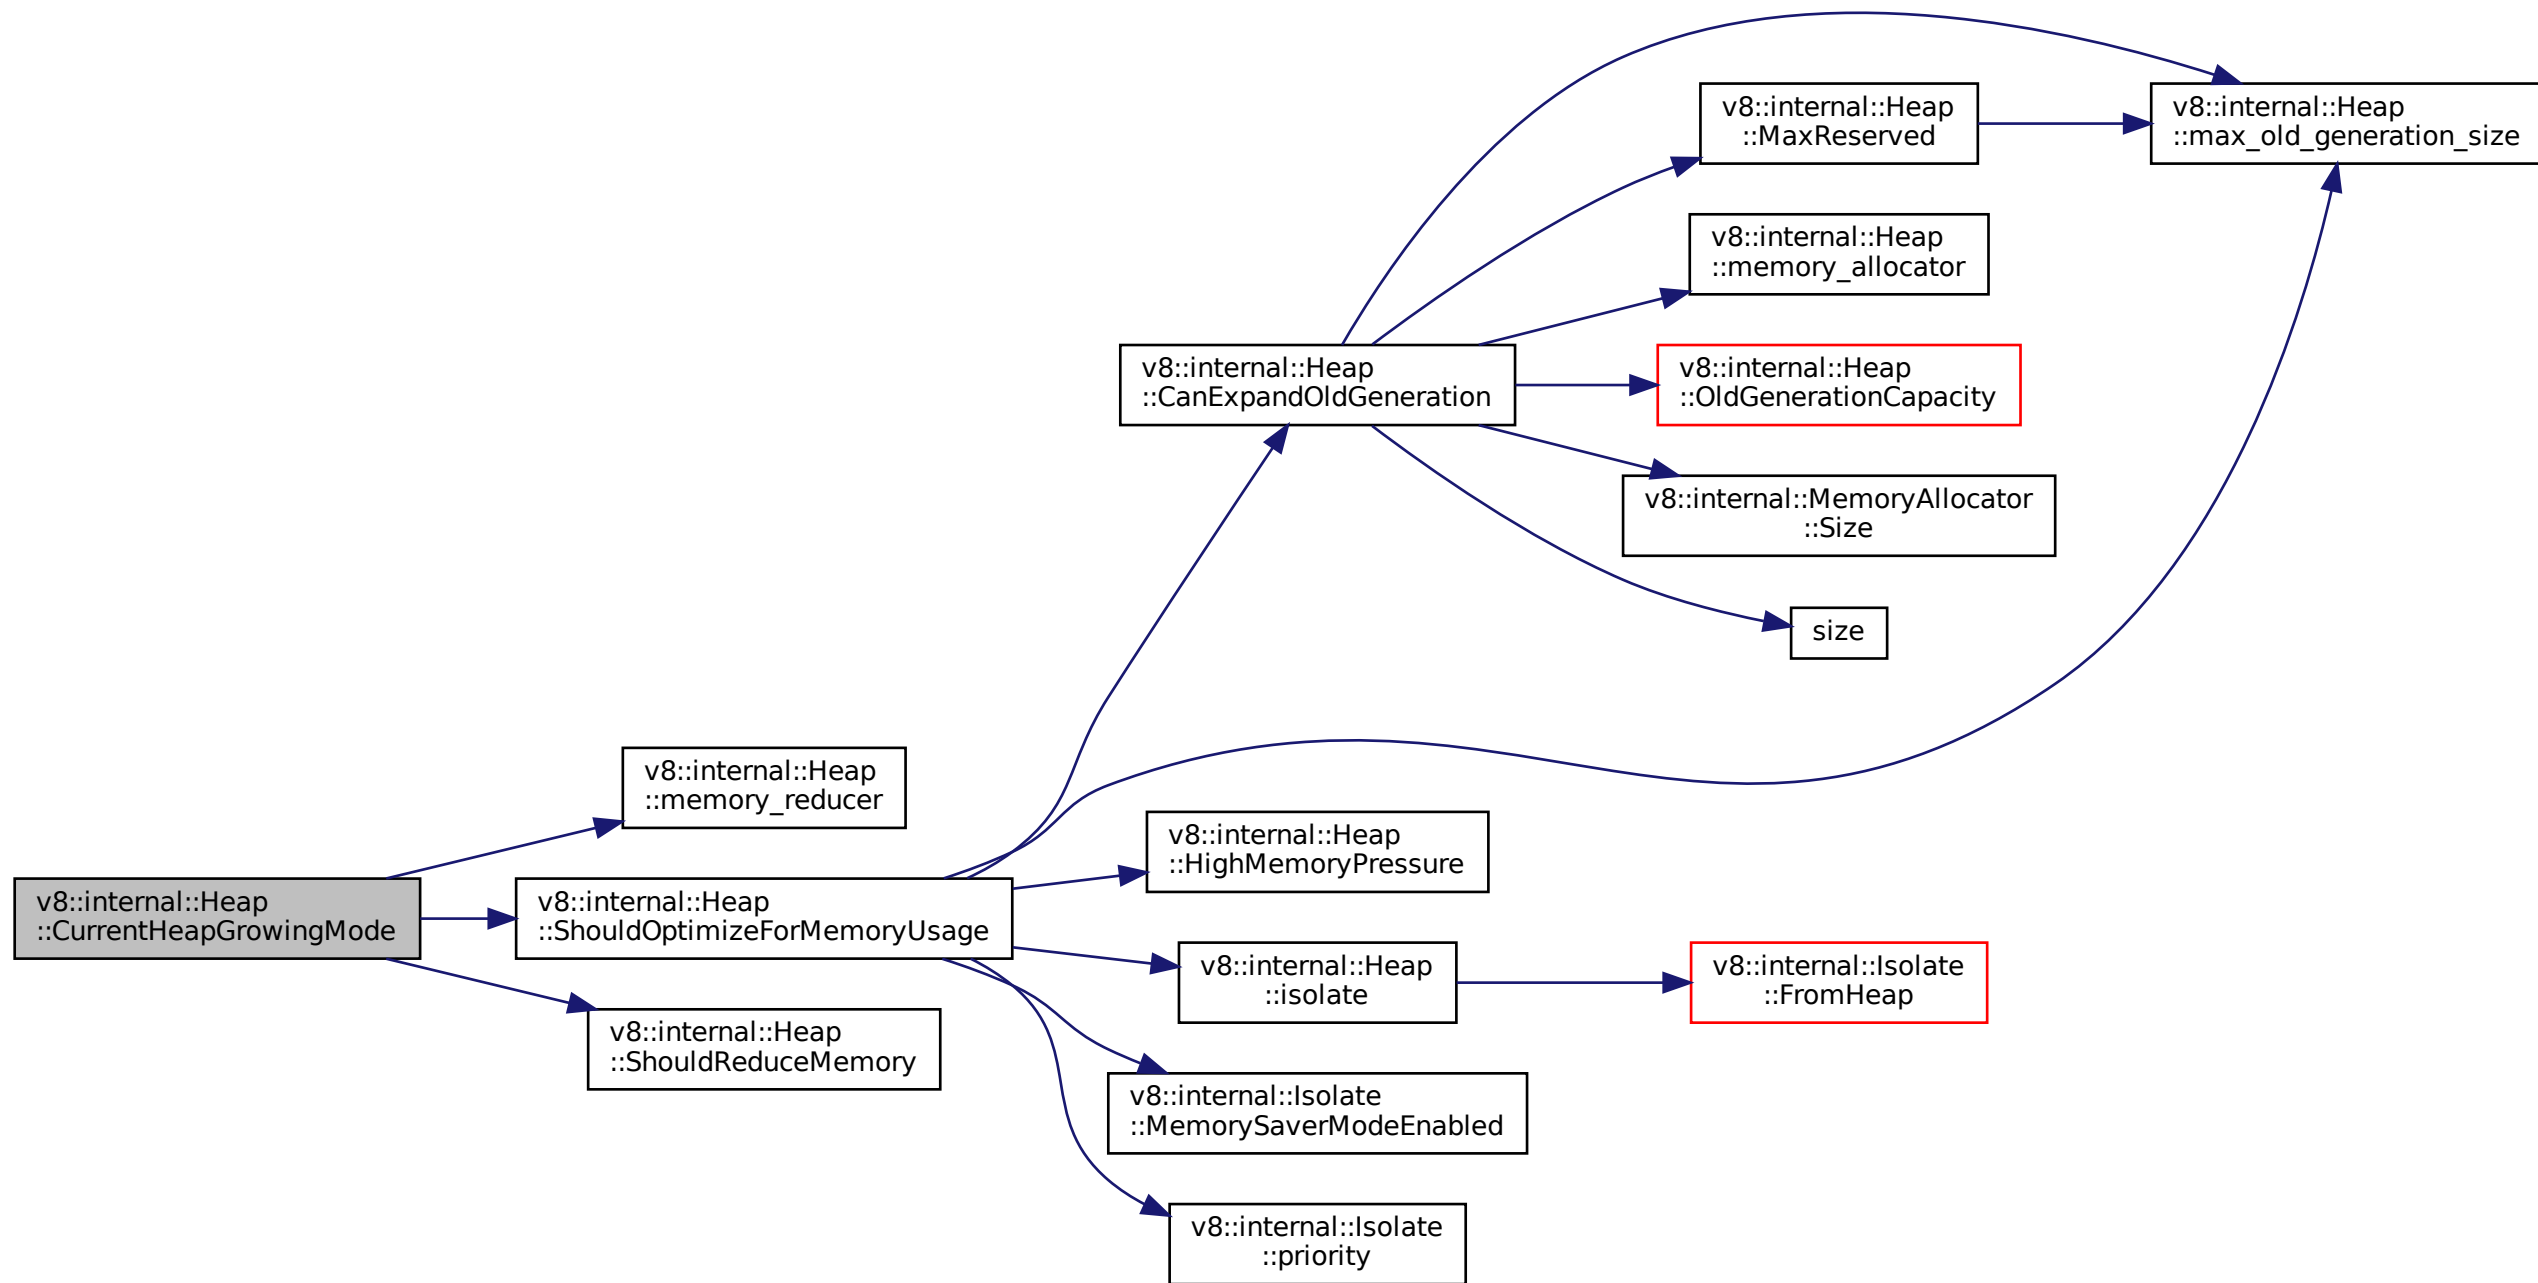 v8::internal::Heap
::CurrentHeapGrowingMode
v8::internal::Heap
::memory_reducer
v8::internal::Heap
::ShouldOptimizeForMemoryUsage
v8::internal::Heap
::ShouldReduceMemory
v8::internal::Heap
::CanExpandOldGeneration
v8::internal::Heap
::HighMemoryPressure
v8::internal::Heap
::isolate
v8::internal::Isolate
::MemorySaverModeEnabled
v8::internal::Isolate
::priority
v8::internal::Heap
::MaxReserved
v8::internal::Heap
::memory_allocator
v8::internal::Heap
::OldGenerationCapacity
v8::internal::MemoryAllocator
::Size
size
v8::internal::Isolate
::FromHeap
v8::internal::Heap
::max_old_generation_size